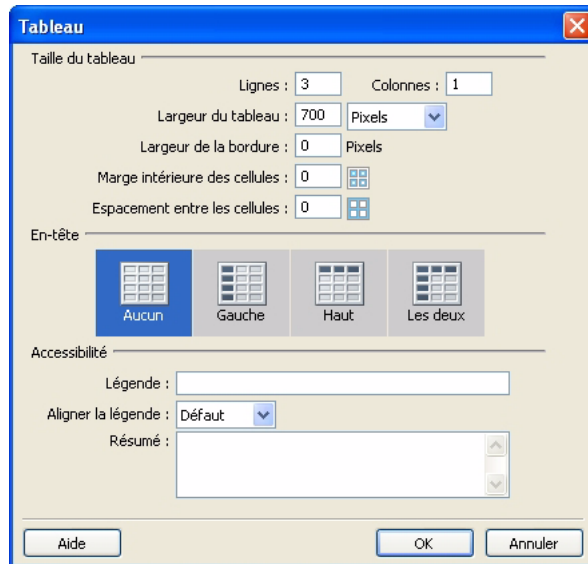 Tableau
Taille du tableau
Lignes : 3 Colonnes : 1
Largeur du tableau : 700 Pixels
Largeur de la bordure : 0 Pixels
Marge intérieure des cellules : 0
Espacement entre les cellules : 0
En-tête
Aucun Gauche Haut Les deux
Accessibilité
Légende :
Aligner la légende : Défaut
Résumé :
Aide OK Annuler